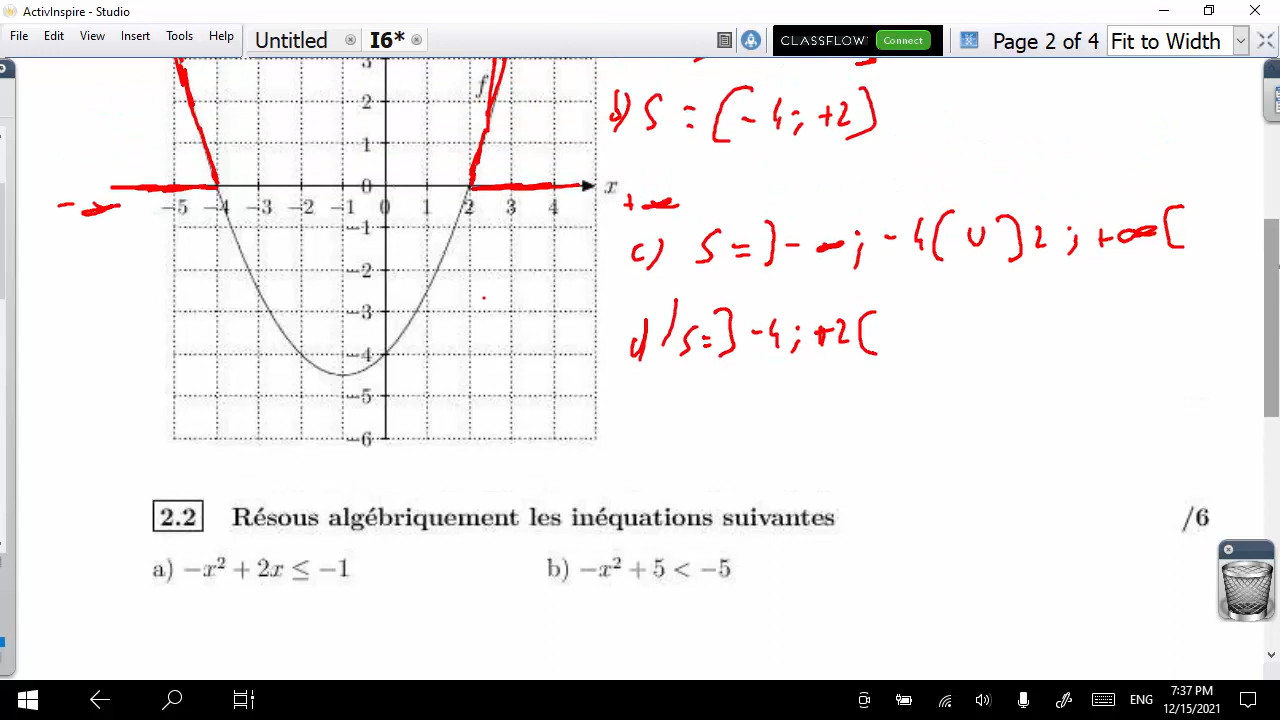 ActivInspire - Studio
File Edit View Insert Tools Help
Untitled I6*
CLASSFLOW Connect
Page 2 of 4 Fit to Width
3
f
2
1
0 x
-5 -4 -3 -2 -1 0 1 2 3 4
-1
-2
-3
-4
-5
-6
b) S = [-4; +2]
+∞
c) S = ]-∞; -4[ ∪ ]2; +∞[
d) S = ]-4; +2[
2.2 Résous algébriquement les inéquations suivantes /6
a) −x² + 2x ≤ −1 b) −x² + 5 < −5
ENG
7:37 PM
12/15/2021